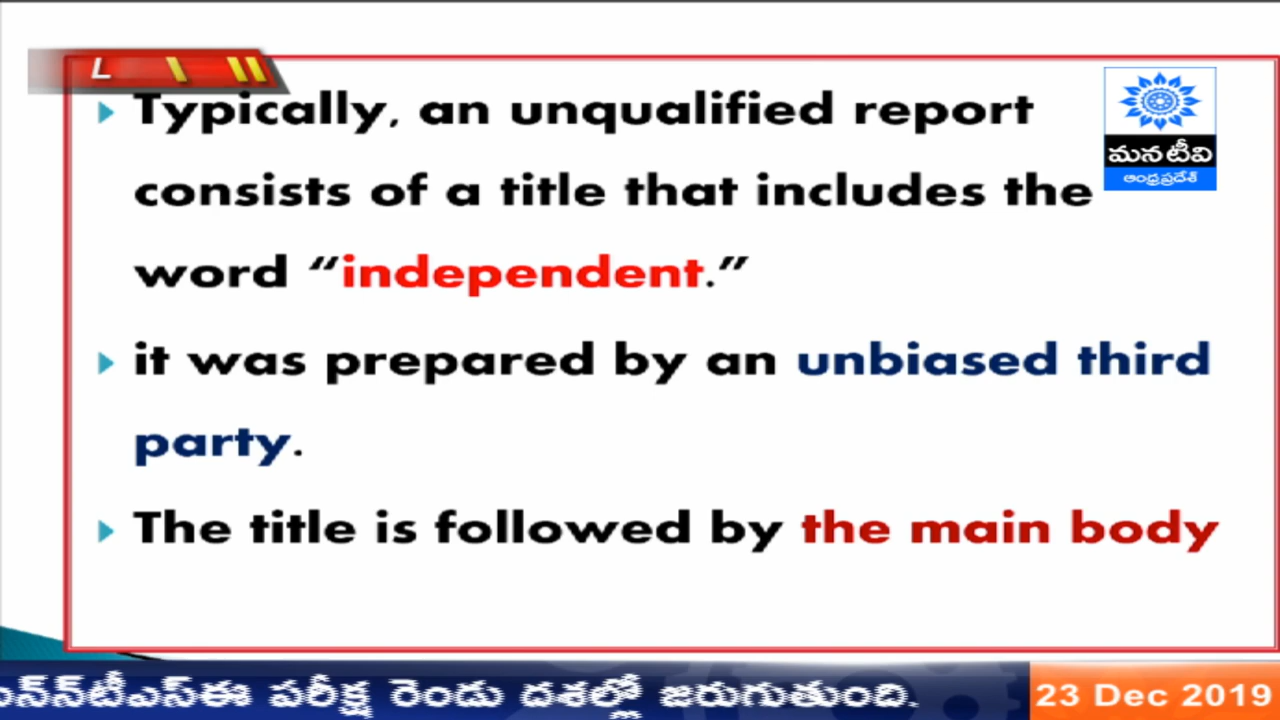 L
Typically, an unqualified report
consists of a title that includes the
word “independent.”
it was prepared by an unbiased third
party.
The title is followed by the main body
మన టీవి
ఆంధ్రప్రదేశ్
పరీక్ష రెండు దశల్లో జరుగుతుంది.
23 Dec 2019